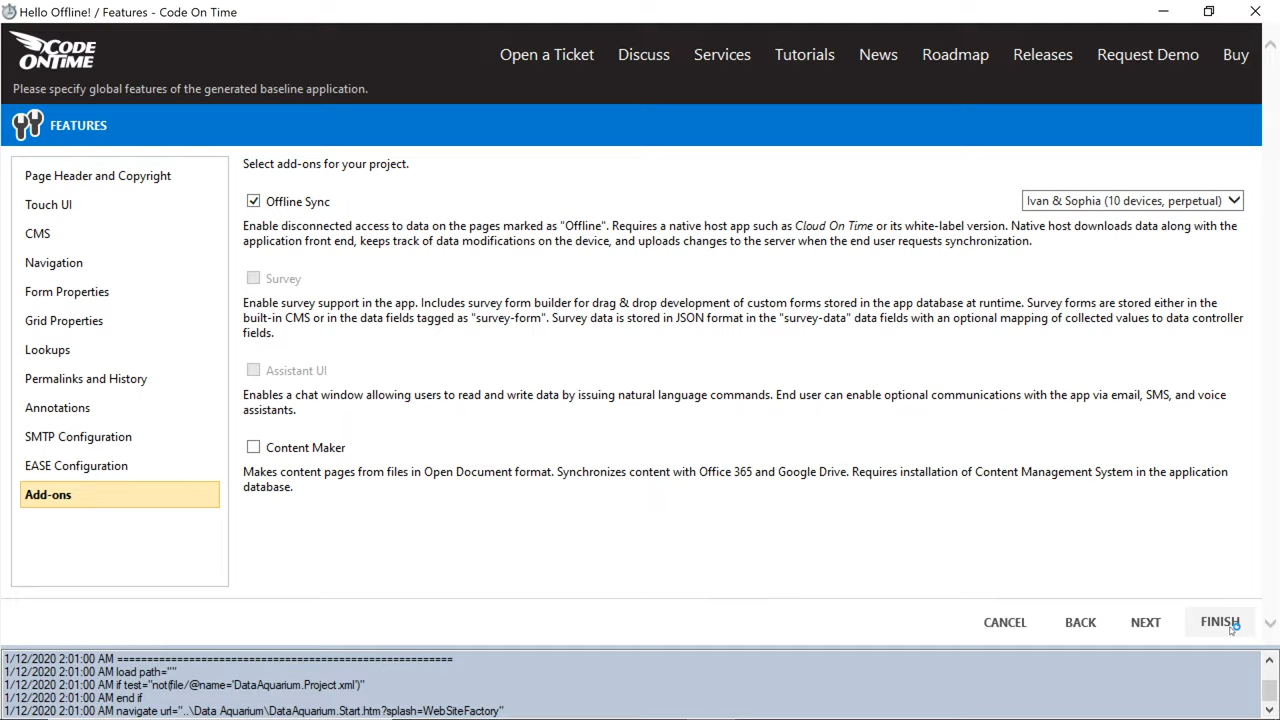 Hello Offline! / Features - Code On Time
CODE
ONTIME
Open a Ticket Discuss Services Tutorials News Roadmap Releases Request Demo Buy
Please specify global features of the generated baseline application.
FEATURES
Page Header and Copyright
Touch UI
CMS
Navigation
Form Properties
Grid Properties
Lookups
Permalinks and History
Annotations
SMTP Configuration
EASE Configuration
Add-ons
Select add-ons for your project.
Offline Sync
Ivan & Sophia (10 devices, perpetual)
Enable disconnected access to data on the pages marked as "Offline". Requires a native host app such as Cloud On Time or its white-label version. Native host downloads data along with the
application front end, keeps track of data modifications on the device, and uploads changes to the server when the end user requests synchronization.
Survey
Enable survey support in the app. Includes survey form builder for drag & drop development of custom forms stored in the app database at runtime. Survey forms are stored either in the
built-in CMS or in the data fields tagged as "survey-form". Survey data is stored in JSON format in the "survey-data" data fields with an optional mapping of collected values to data controller
fields.
Assistant UI
Enables a chat window allowing users to read and write data by issuing natural language commands. End user can enable optional communications with the app via email, SMS, and voice
assistants.
Content Maker
Makes content pages from files in Open Document format. Synchronizes content with Office 365 and Google Drive. Requires installation of Content Management System in the application
database.
CANCEL BACK NEXT FINISH
1/12/2020 2:01:00 AM ====================================================
1/12/2020 2:01:00 AM load path=""
1/12/2020 2:01:00 AM if test="not(file/@name='DataAquarium.Project.xml')"
1/12/2020 2:01:00 AM end if
1/12/2020 2:01:00 AM navigate url="..\Data Aquarium\DataAquarium.Start.htm?splash=WebSiteFactory"